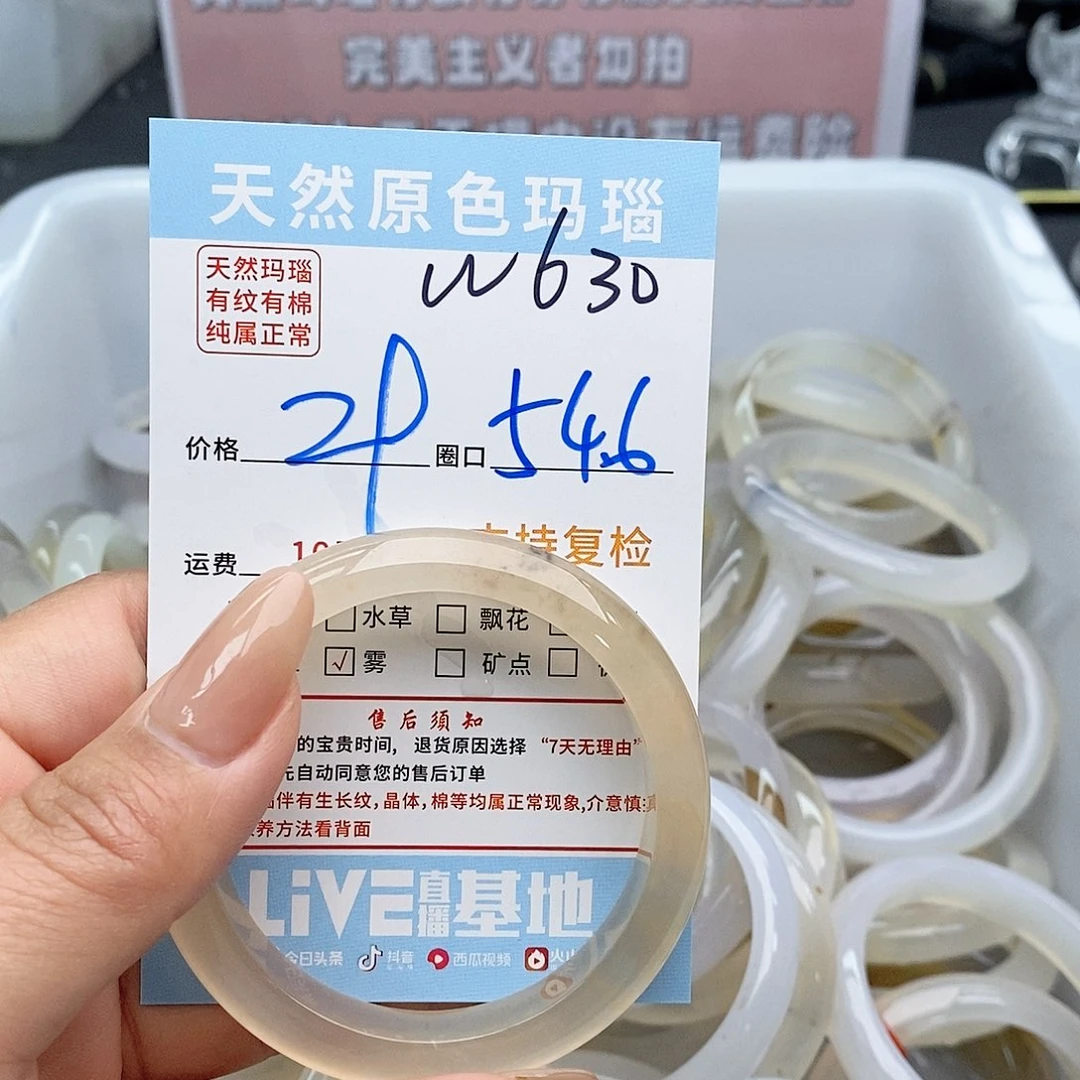 完美主义者勿拍
天然原色玛瑙
W630
天然玛瑙
有纹有棉
纯属正常
价格 圈口 54.6
运费 支持复检
水草 飘花
√雾 矿点
售后须知
的宝贵时间，退货原因选择“7天无理由”
自动同意您的售后订单
伴有生长纹，晶体，棉等均属正常现象，介意慎
养方法看背面
LiVE直播基地
今日头条 抖音 西瓜视频